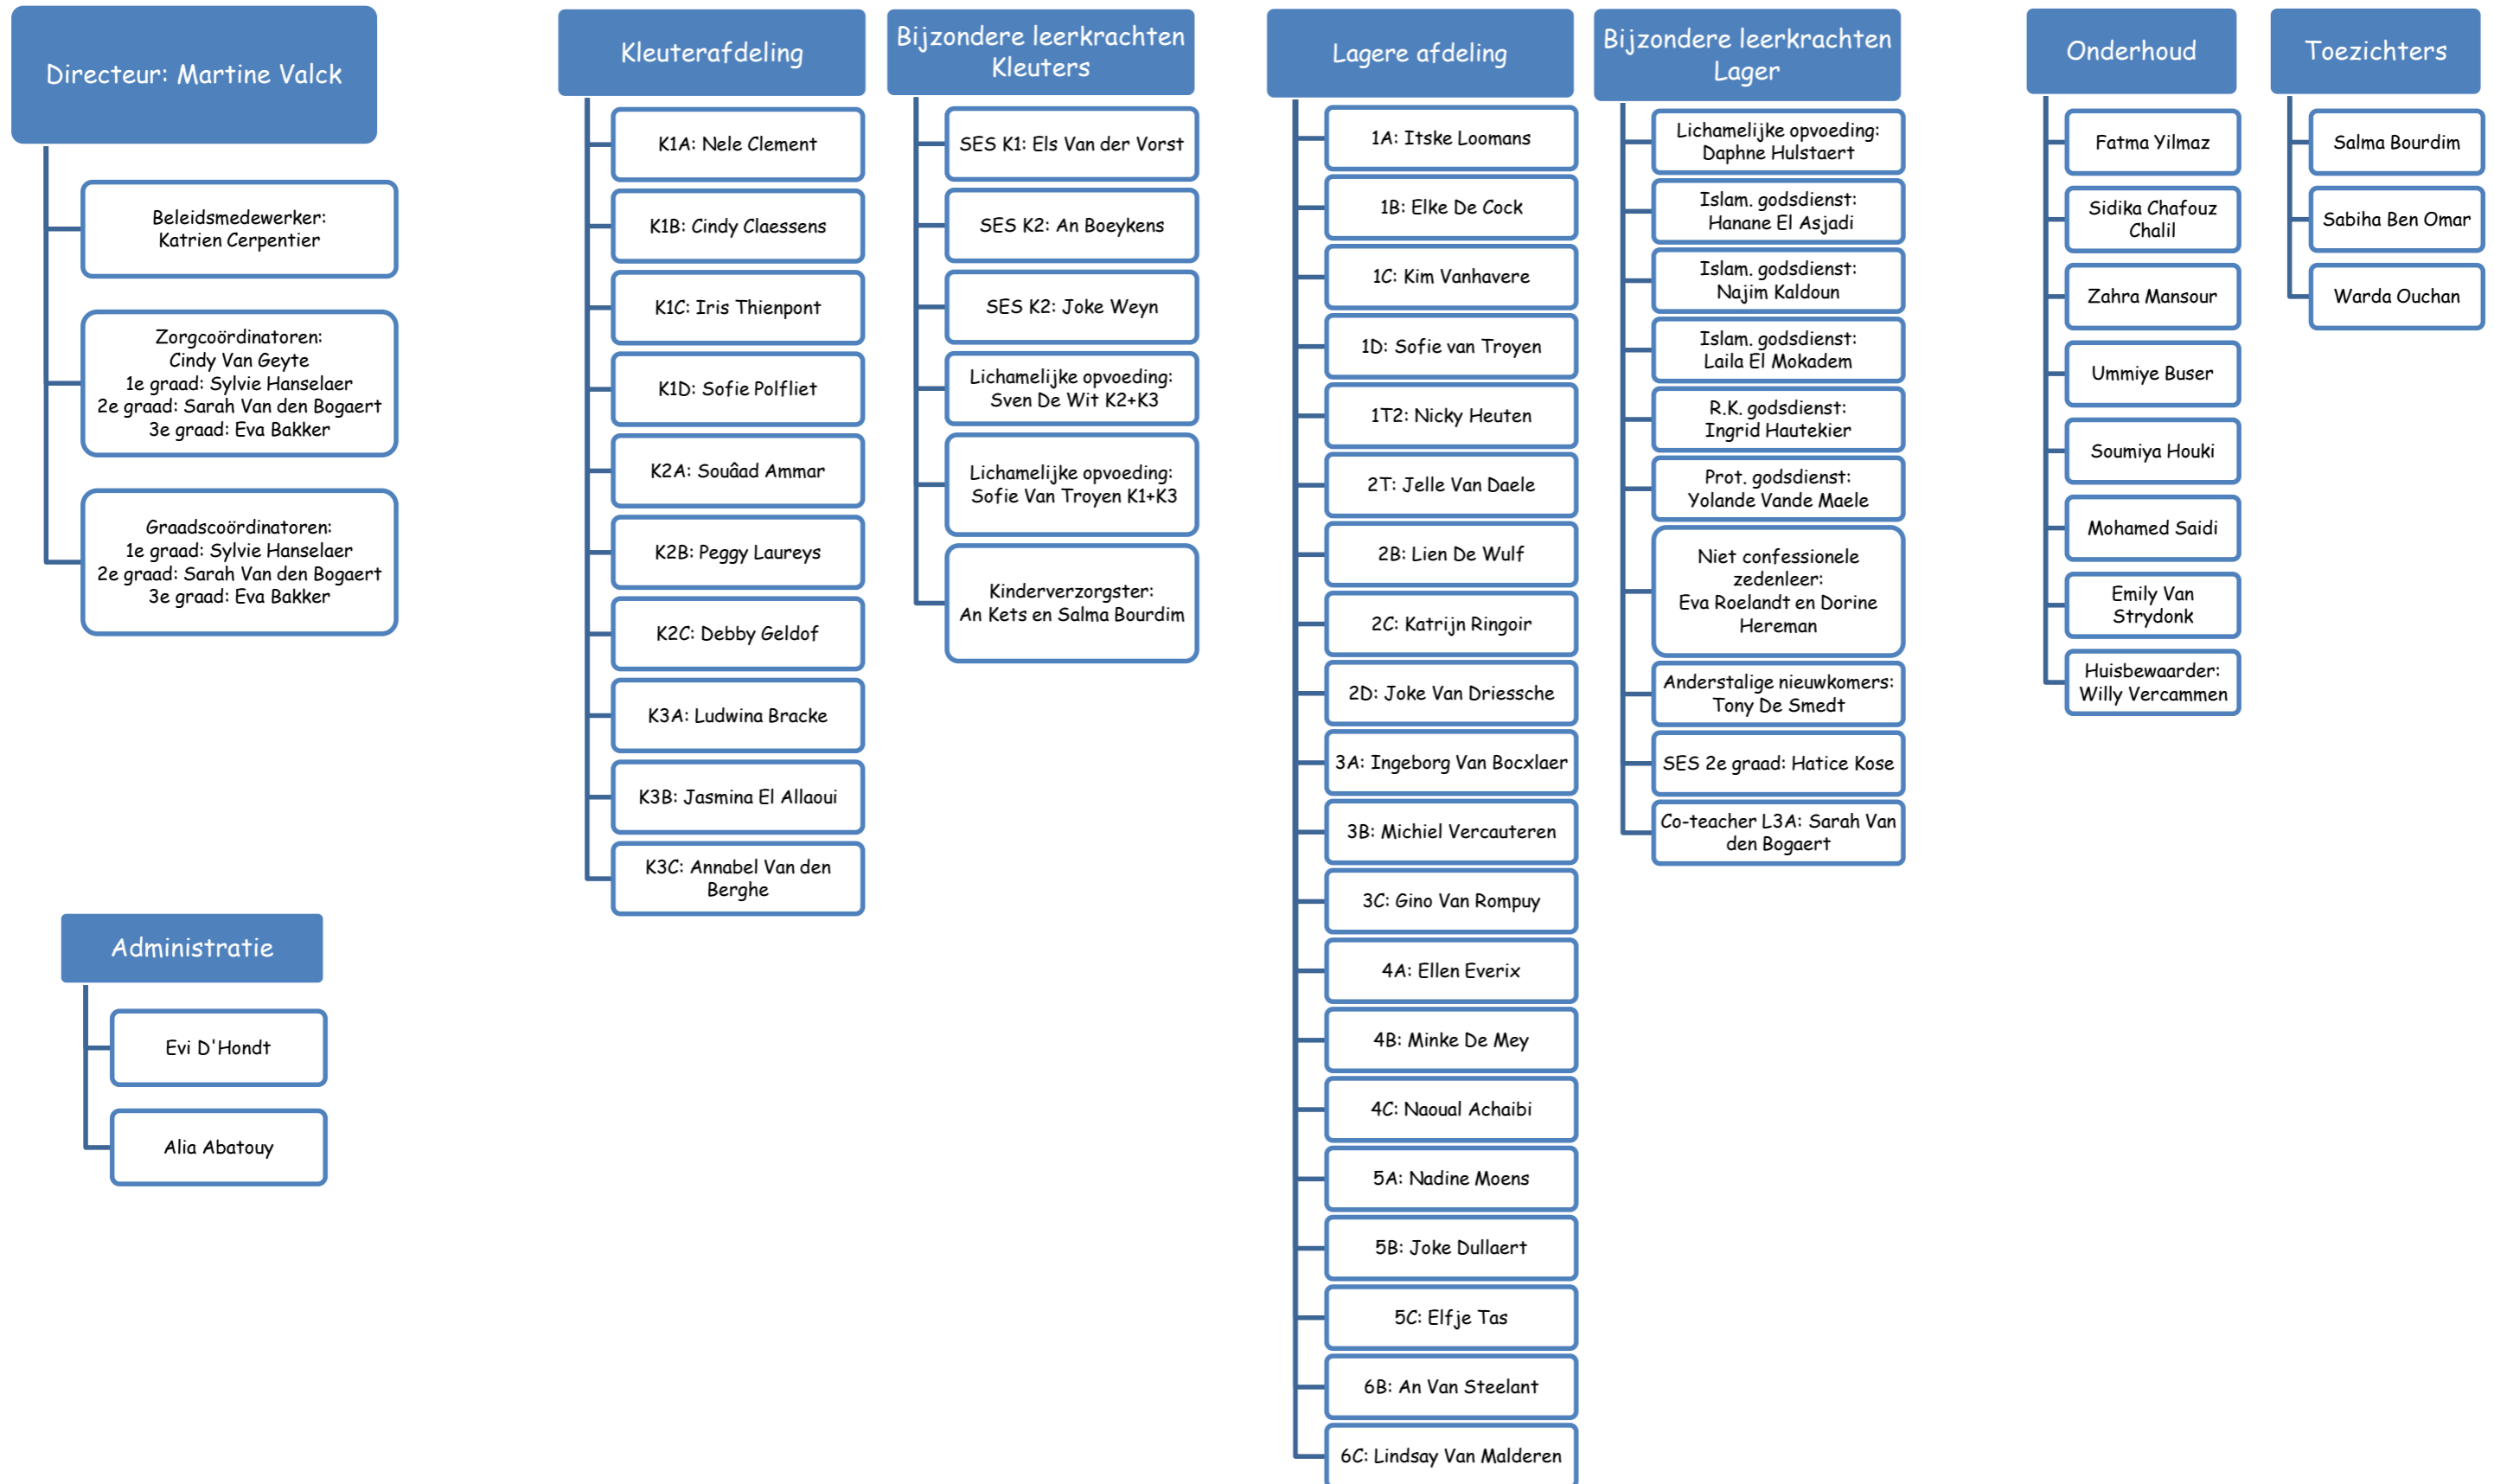 Directeur: Martine Valck
Beleidsmedewerker:
Katrien Cerpentier
Zorgcoördinatoren:
Cindy Van Geyte
1e graad: Sylvie Hanselaer
2e graad: Sarah Van den Bogaert
3e graad: Eva Bakker
Graadscoördinatoren:
1e graad: Sylvie Hanselaer
2e graad: Sarah Van den Bogaert
3e graad: Eva Bakker
Administratie
Evi D'Hondt
Alia Abatouy
Kleuterafdeling
K1A: Nele Clement
K1B: Cindy Claessens
K1C: Iris Thienpont
K1D: Sofie Polfliet
K2A: Souâad Ammar
K2B: Peggy Laureys
K2C: Debby Geldof
K3A: Ludwina Bracke
K3B: Jasmina El Allaoui
K3C: Annabel Van den
Berghe
Bijzondere leerkrachten
Kleuters
SES K1: Els Van der Vorst
SES K2: An Boeykens
SES K2: Joke Weyn
Lichamelijke opvoeding:
Sven De Wit K2+K3
Lichamelijke opvoeding:
Sofie Van Troyen K1+K3
Kinderverzorgster:
An Kets en Salma Bourdim
Lagere afdeling
1A: Itske Loomans
1B: Elke De Cock
1C: Kim Vanhavere
1D: Sofie van Troyen
1T2: Nicky Heuten
2T: Jelle Van Daele
2B: Lien De Wulf
2C: Katrijn Ringoir
2D: Joke Van Driessche
3A: Ingeborg Van Bocxlaer
3B: Michiel Vercauteren
3C: Gino Van Rompuy
4A: Ellen Everix
4B: Minke De Mey
4C: Naoual Achaibi
5A: Nadine Moens
5B: Joke Dullaert
5C: Elfje Tas
6B: An Van Steelant
6C: Lindsay Van Malderen
Bijzondere leerkrachten
Lager
Lichamelijke opvoeding:
Daphne Hulstaert
Islam. godsdienst:
Hanane El Asjadi
Islam. godsdienst:
Najim Kaldoun
Islam. godsdienst:
Laila El Mokadem
R.K. godsdienst:
Ingrid Hautekier
Prot. godsdienst:
Yolande Vande Maele
Niet confessionele
zedenleer:
Eva Roelandt en Dorine
Hereman
Anderstalige nieuwkomers:
Tony De Smedt
SES 2e graad: Hatice Kose
Co-teacher L3A: Sarah Van
den Bogaert
Onderhoud
Fatma Yilmaz
Sidika Chafouz
Chalil
Zahra Mansour
Ummiye Buser
Soumiya Houki
Mohamed Saidi
Emily Van
Strydonk
Huisbewaarder:
Willy Vercammen
Toezichters
Salma Bourdim
Sabiha Ben Omar
Warda Ouchan